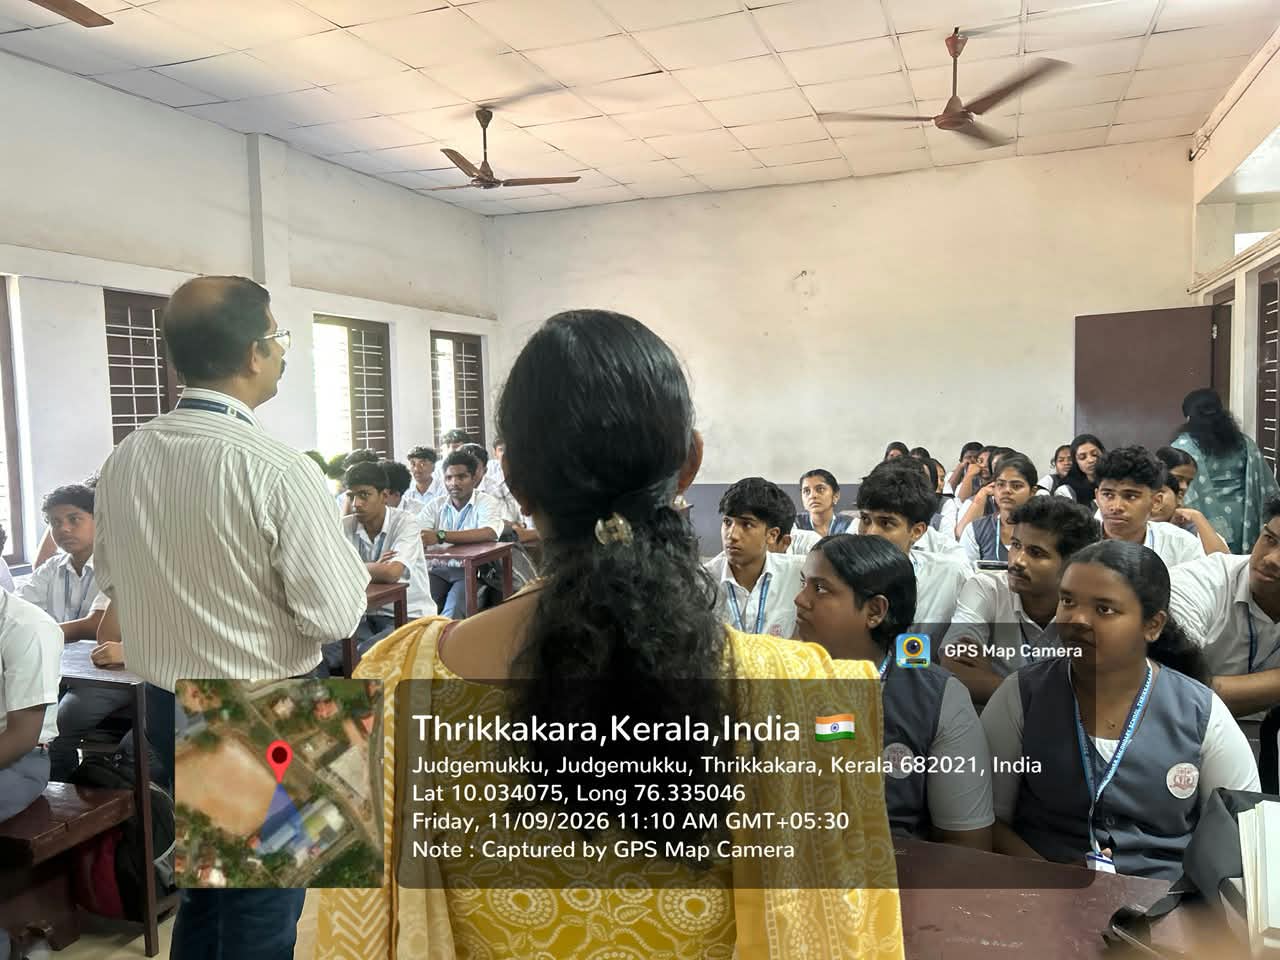 GPS Map Camera
Thrikkakara,Kerala,India
Judgemukku, Judgemukku, Thrikkakara, Kerala 682021, India
Lat 10.034075, Long 76.335046
Friday, 11/09/2026 11:10 AM GMT+05:30
Note : Captured by GPS Map Camera